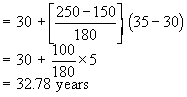 = 30 + [250 − 150 / 180] (35 − 30)
= 30 + 100/180 × 5
= 32.78 years